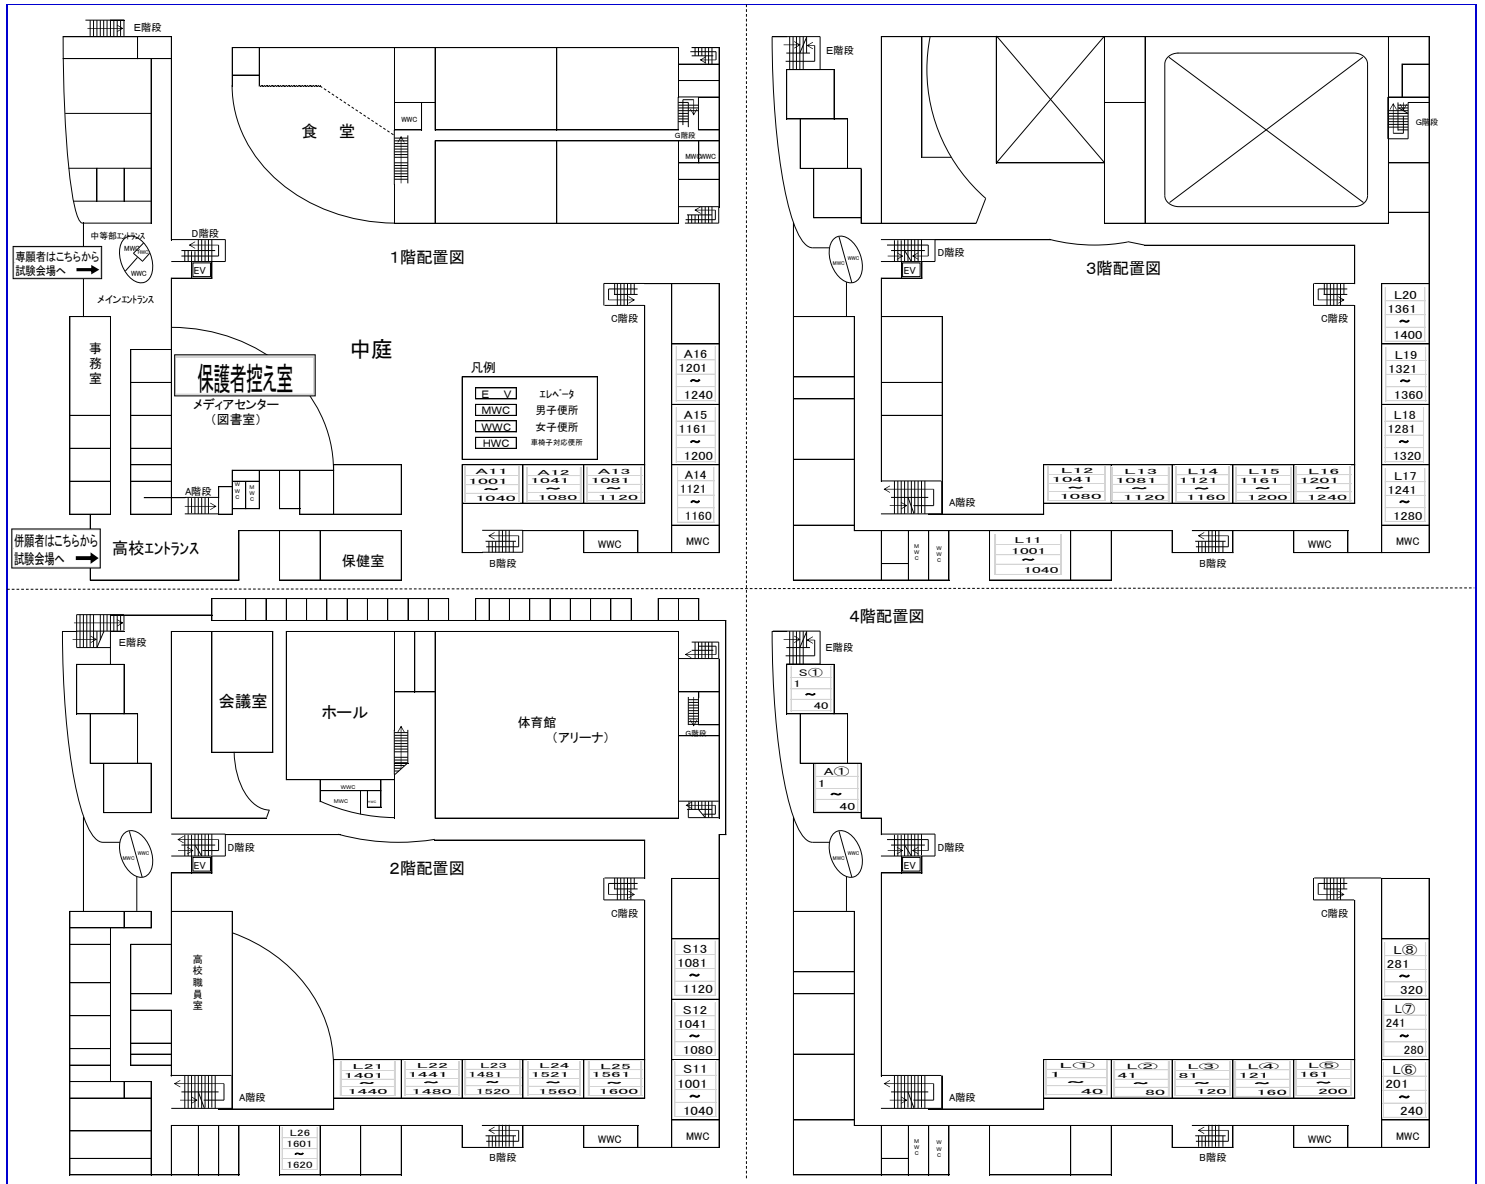 E階段
食 堂
WWC
G階段
MWC WWC
中等部エントランス
MWC
HWC
WWC
D階段
EV
専願者はこちらから
試験会場へ
メインエントランス
1階配置図
C階段
事務室
中庭
保護者控え室
メディアセンター
(図書室)
凡例
E V エレベータ
MWC 男子便所
WWC 女子便所
HWC 車椅子対応便所
A16
1201
~
1240
A15
1161
~
1200
A14
1121
~
1160
A11
1001
~
1040
A12
1041
~
1080
A13
1081
~
1120
A階段
WWC
MWC
併願者はこちらから
試験会場へ
高校エントランス
保健室
B階段
WWC
MWC
E階段
G階段
MWC
WWC
D階段
EV
3階配置図
C階段
L20
1361
~
1400
L19
1321
~
1360
L18
1281
~
1320
L17
1241
~
1280
L12
1041
~
1080
L13
1081
~
1120
L14
1121
~
1160
L15
1161
~
1200
L16
1201
~
1240
A階段
MWC
WWC
L11
1001
~
1040
B階段
WWC
MWC
E階段
会議室
ホール
体育館
(アリーナ)
G階段
WWC
MWC
MWC
WWC
D階段
EV
2階配置図
C階段
高校職員室
S13
1081
~
1120
S12
1041
~
1080
S11
1001
~
1040
L21
1401
~
1440
L22
1441
~
1480
L23
1481
~
1520
L24
1521
~
1560
L25
1561
~
1600
A階段
L26
1601
~
1620
B階段
WWC
MWC
4階配置図
E階段
S①
1
~
40
A①
1
~
40
MWC
WWC
D階段
EV
C階段
L⑧
281
~
320
L⑦
241
~
280
L⑥
201
~
240
L①
1
~
40
L②
41
~
80
L③
81
~
120
L④
121
~
160
L⑤
161
~
200
A階段
MWC
WWC
B階段
WWC
MWC